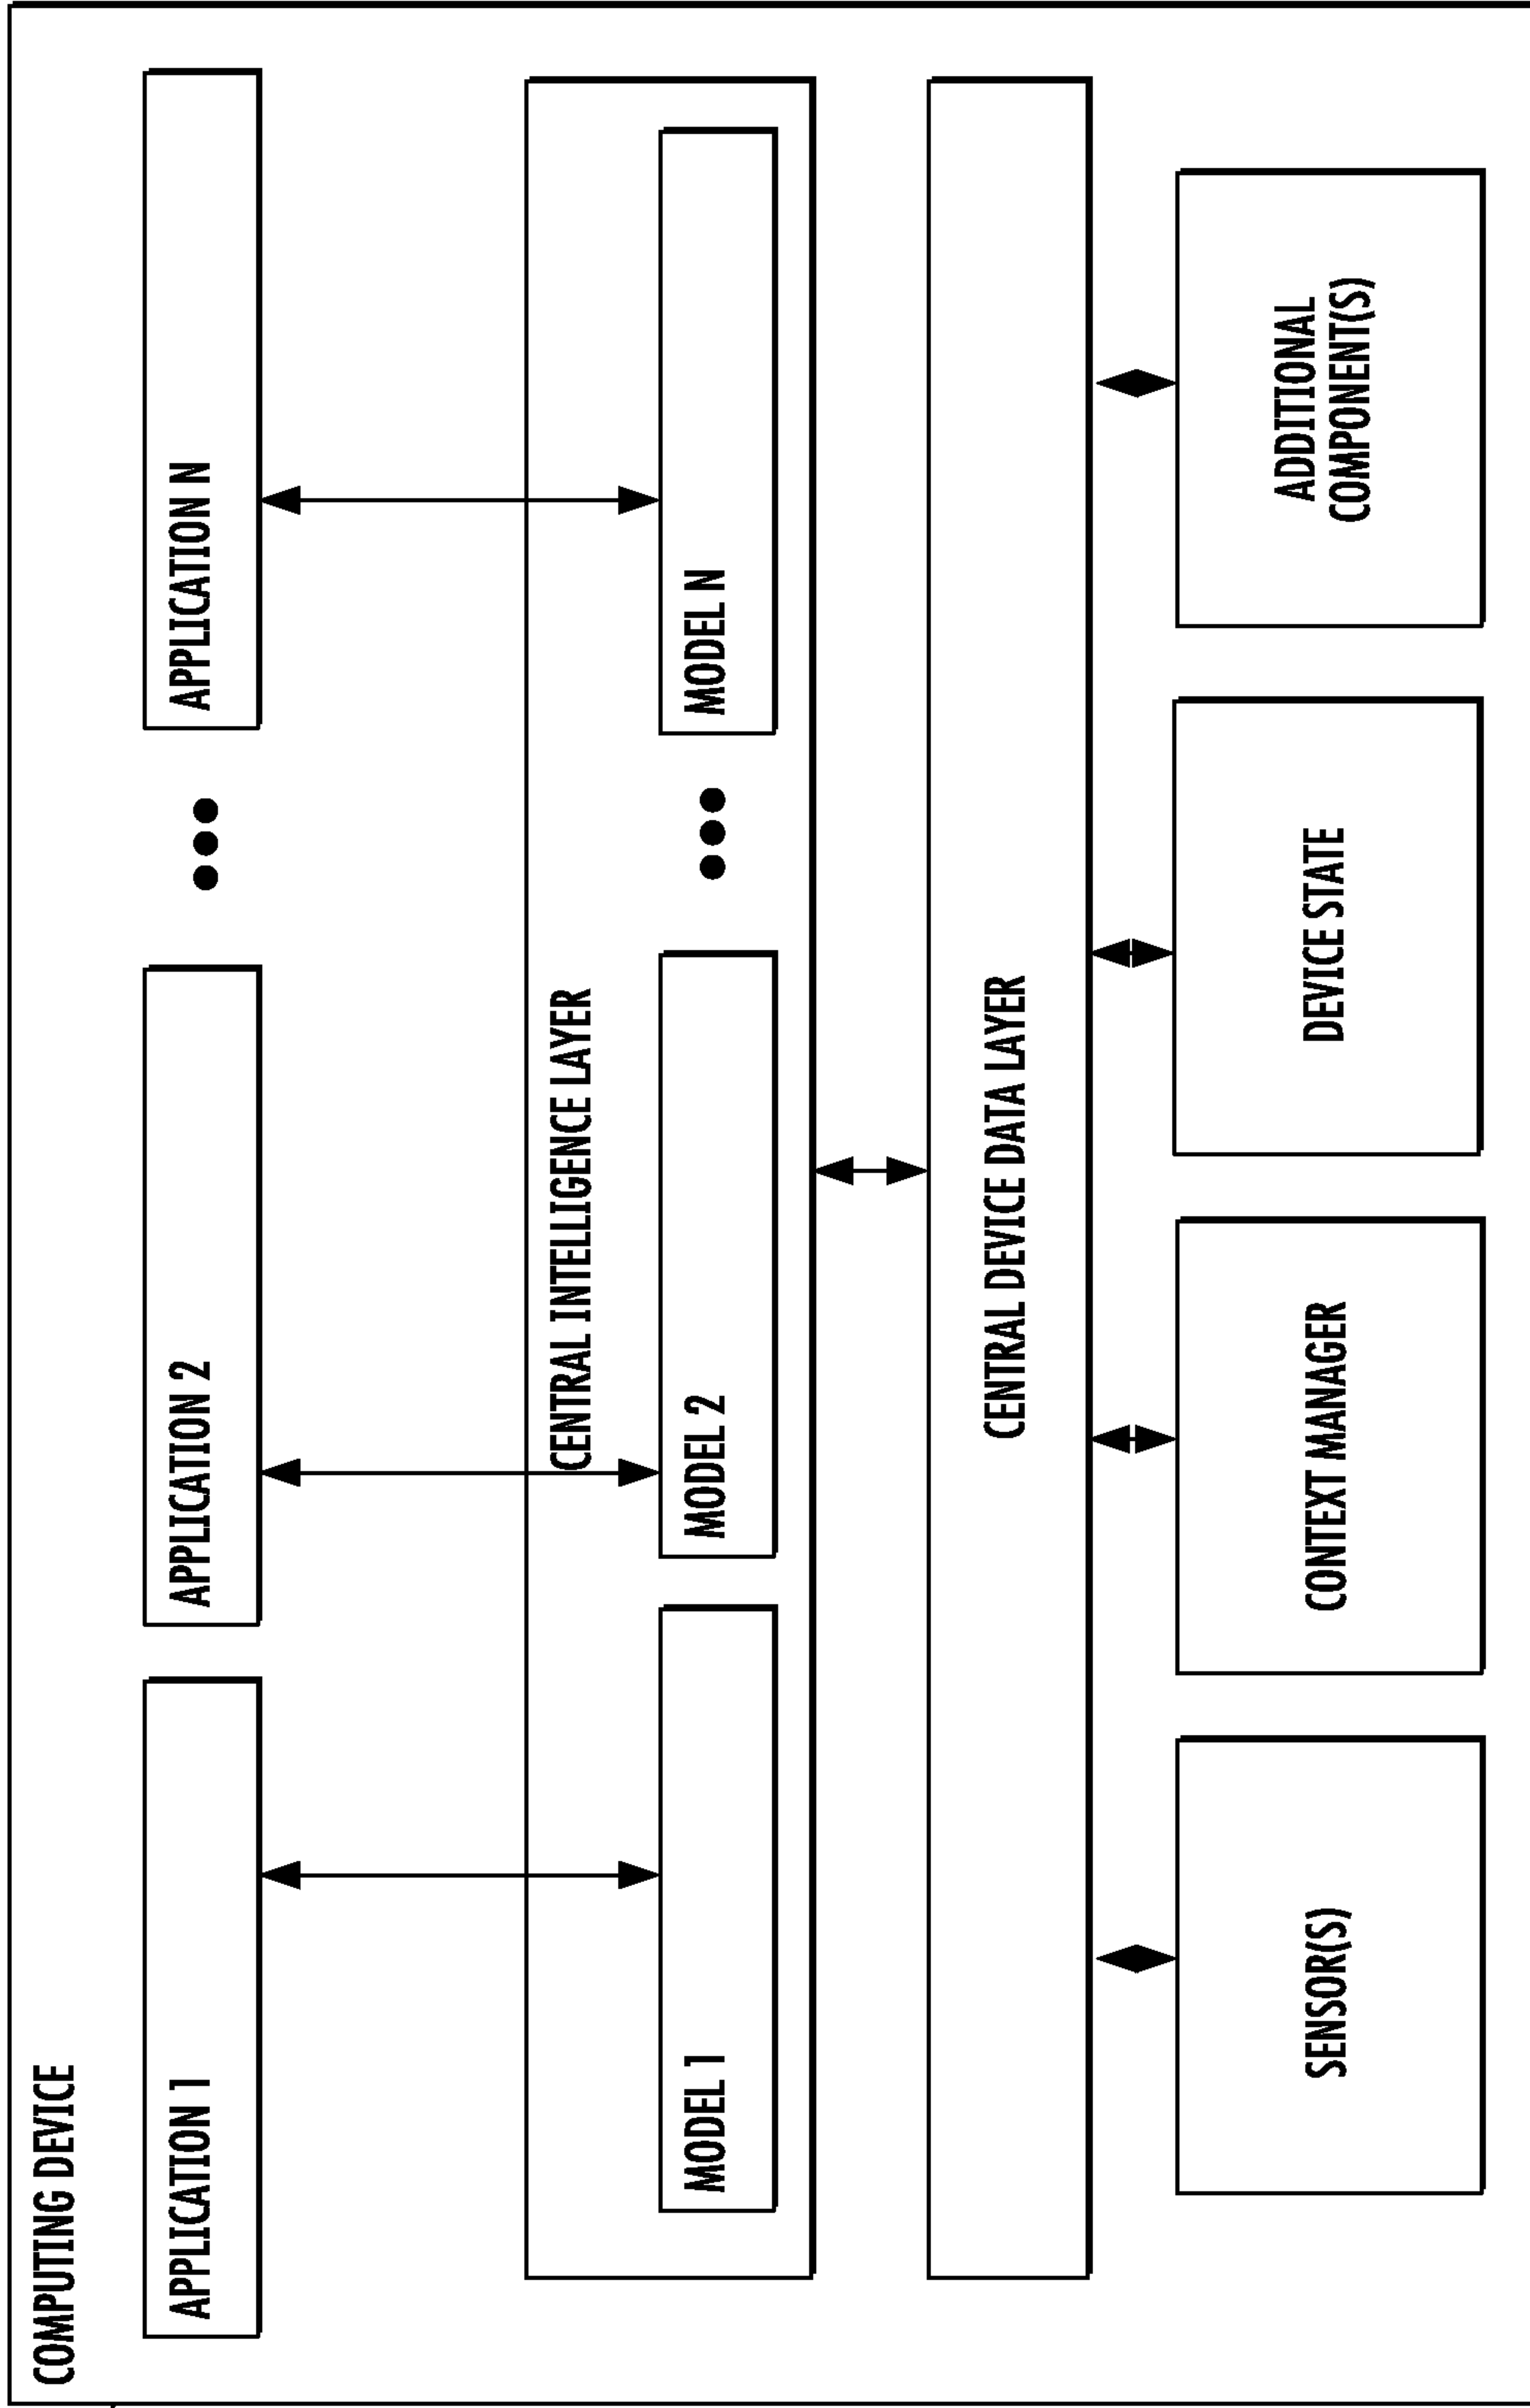 COMPUTING DEVICE
APPLICATION 1
APPLICATION 2
APPLICATION N
CENTRAL INTELLIGENCE LAYER
MODEL 1
MODEL 2
MODEL N
CENTRAL DEVICE DATA LAYER
SENSOR(S)
CONTEXT MANAGER
DEVICE STATE
ADDITIONAL
COMPONENT(S)